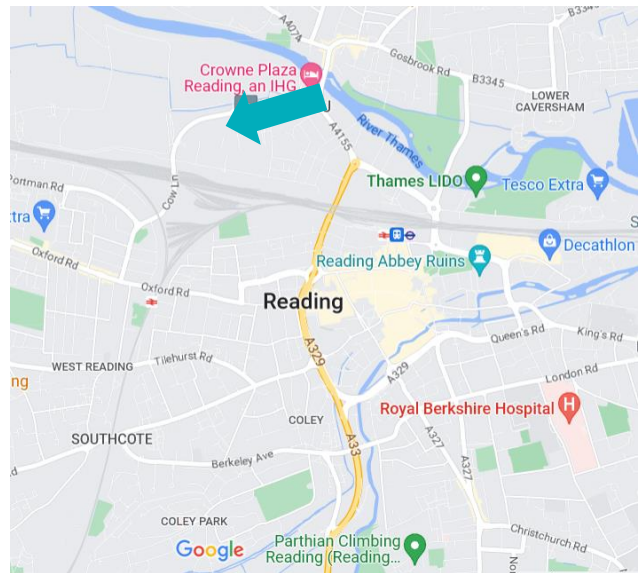 A4074
B3345
Gosbrook Rd
B3345
Crowne Plaza
Reading, an IHG
LOWER
CAVERSHAM
A4155
River Thames
Cow Ln
Portman Rd
Thames LIDO
Tesco Extra
tra
S
Decathlon
Oxford Rd
Reading Abbey Ruins
Oxford Rd
Reading
Queen's Rd
King's Rd
A329
WEST READING
Tilehurst Rd
A329
London Rd
ng
Royal Berkshire Hospital
H
COLEY
A33
A327
SOUTHCOTE
Berkeley Ave
A327
COLEY PARK
Christchurch Rd
Google
Parthian Climbing
Reading (Reading...